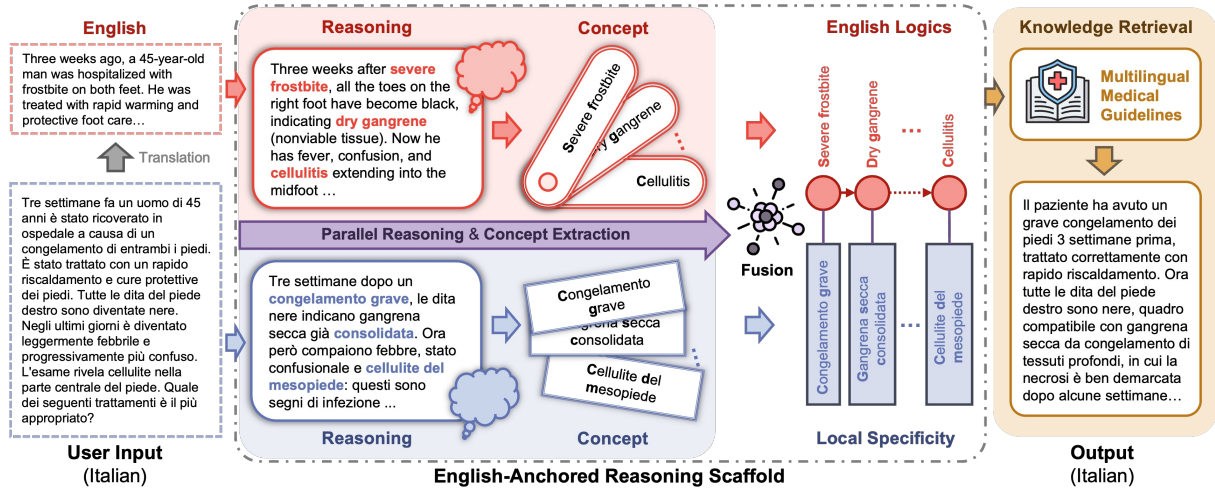 English
Three weeks ago, a 45-year-old
man was hospitalized with
frostbite on both feet. He was
treated with rapid warming and
protective foot care…
Translation
Tre settimane fa un uomo di 45
anni è stato ricoverato in
ospedale a causa di un
congelamento di entrambi i piedi.
È stato trattato con un rapido
riscaldamento e cure protettive
dei piedi. Tutte le dita del piede
destro sono diventate nere.
Negli ultimi giorni è diventato
leggermente febbrile e
progressivamente più confuso.
L'esame rivela cellulite nella
parte centrale del piede. Quale
dei seguenti trattamenti è il più
appropriato?
User Input
(Italian)
Reasoning
Three weeks after severe
frostbite, all the toes on the
right foot have become black,
indicating dry gangrene
(nonviable tissue). Now he
has fever, confusion, and
cellulitis extending into the
midfoot …
Concept
Severe frostbite
Dry gangrene
Cellulitis
Parallel Reasoning & Concept Extraction
Tre settimane dopo un
congelamento grave, le dita
nere indicano gangrena
secca già consolidata. Ora
però compaiono febbre, stato
confusionale e cellulite del
mesopiede: questi sono
segni di infezione ...
Reasoning
Congelamento
grave
Gangrena secca
consolidata
Cellulite del
mesopiede
Concept
Fusion
English Logics
Severe frostbite
Dry gangrene
Cellulitis
Congelamento grave
Gangrena secca
consolidata
Cellulite del
mesopiede
Local Specificity
English-Anchored Reasoning Scaffold
Knowledge Retrieval
Multilingual
Medical
Guidelines
Il paziente ha avuto un
grave congelamento dei
piedi 3 settimane prima,
trattato correttamente con
rapido riscaldamento. Ora
tutte le dita del piede
destro sono nere, quadro
compatibile con gangrena
secca da congelamento di
tessuti profondi, in cui la
necrosi è ben demarcata
dopo alcune settimane…
Output
(Italian)